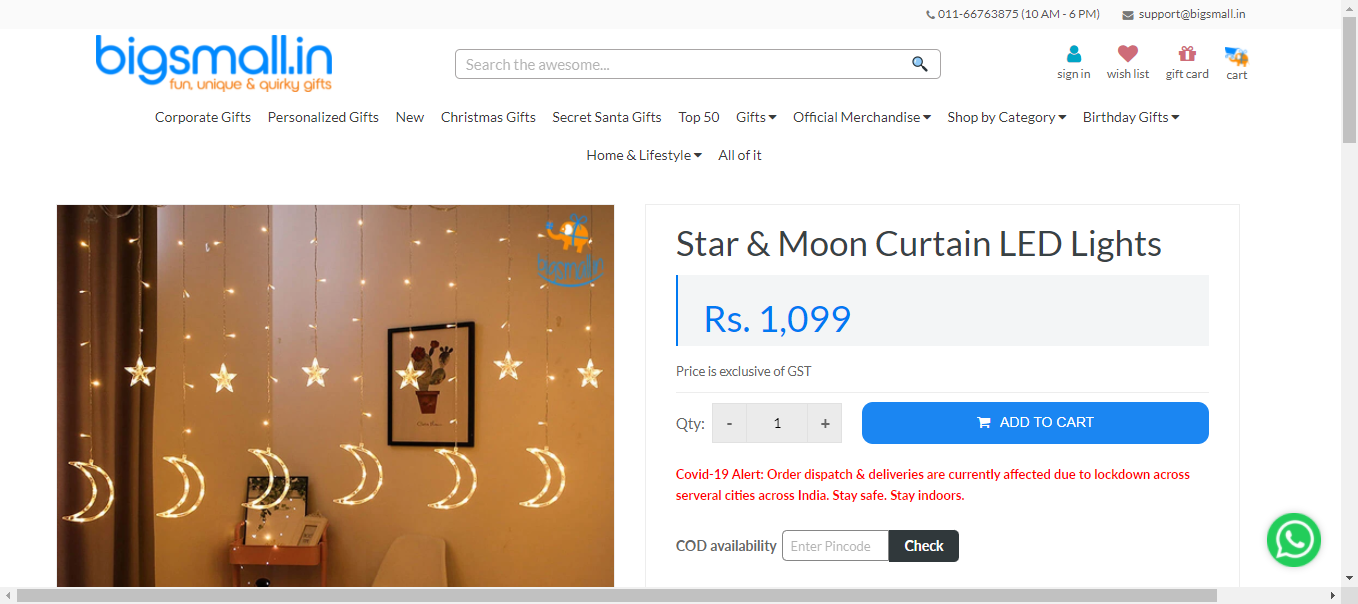 011-66763875 (10 AM - 6 PM) support@bigsmall.in
bigsmall.in
fun, unique & quirky gifts
Search the awesome...
sign in wish list gift card cart
Corporate Gifts Personalized Gifts New Christmas Gifts Secret Santa Gifts Top 50 Gifts Official Merchandise Shop by Category Birthday Gifts
Home & Lifestyle All of it
bigsmall.in
Star & Moon Curtain LED Lights
Rs. 1,099
Price is exclusive of GST
Qty: - 1 + ADD TO CART
Covid-19 Alert: Order dispatch & deliveries are currently affected due to lockdown across
serveral cities across India. Stay safe. Stay indoors.
COD availability Enter Pincode Check